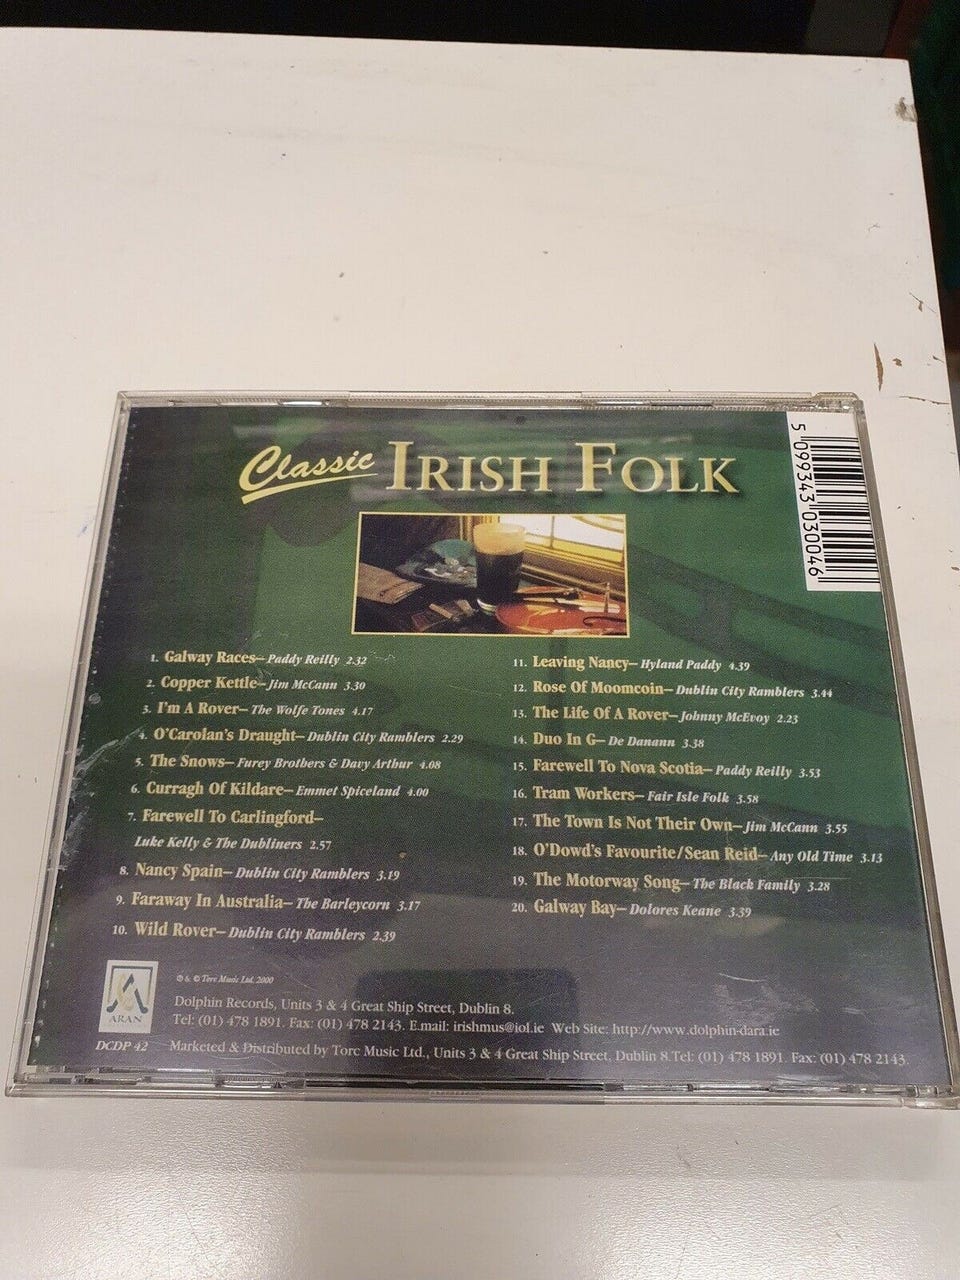 Classic IRISH FOLK
5 099343 030046
1. Galway Races— Paddy Reilly 2.32
2. Copper Kettle— Jim McCann 3.30
3. I'm A Rover— The Wolfe Tones 4.17
4. O'Carolan's Draught— Dublin City Ramblers 2.29
5. The Snows— Furey Brothers & Davy Arthur 4.08
6. Curragh Of Kildare— Emmet Spiceland 4.00
7. Farewell To Carlingford—
Luke Kelly & The Dubliners 2.57
8. Nancy Spain— Dublin City Ramblers 3.19
9. Faraway In Australia— The Barleycorn 3.17
10. Wild Rover— Dublin City Ramblers 2.39
11. Leaving Nancy— Hyland Paddy 4.39
12. Rose Of Moomcoin— Dublin City Ramblers 3.44
13. The Life Of A Rover— Johnny McEvoy 2.23
14. Duo In G— De Danann 3.38
15. Farewell To Nova Scotia— Paddy Reilly 3.53
16. Tram Workers— Fair Isle Folk 3.58
17. The Town Is Not Their Own— Jim McCann 3.55
18. O'Dowd's Favourite/Sean Reid— Any Old Time 3.13
19. The Motorway Song— The Black Family 3.28
20. Galway Bay— Dolores Keane 3.39
ARAN
DCDP 42
℗ & © Torc Music Ltd. 2000
Dolphin Records, Units 3 & 4 Great Ship Street, Dublin 8.
Tel: (01) 478 1891. Fax: (01) 478 2143. E.mail: irishmus@iol.ie Web Site: http://www.dolphin-dara.ie
Marketed & Distributed by Torc Music Ltd., Units 3 & 4 Great Ship Street, Dublin 8.Tel: (01) 478 1891 Fax: (01) 478 2143.